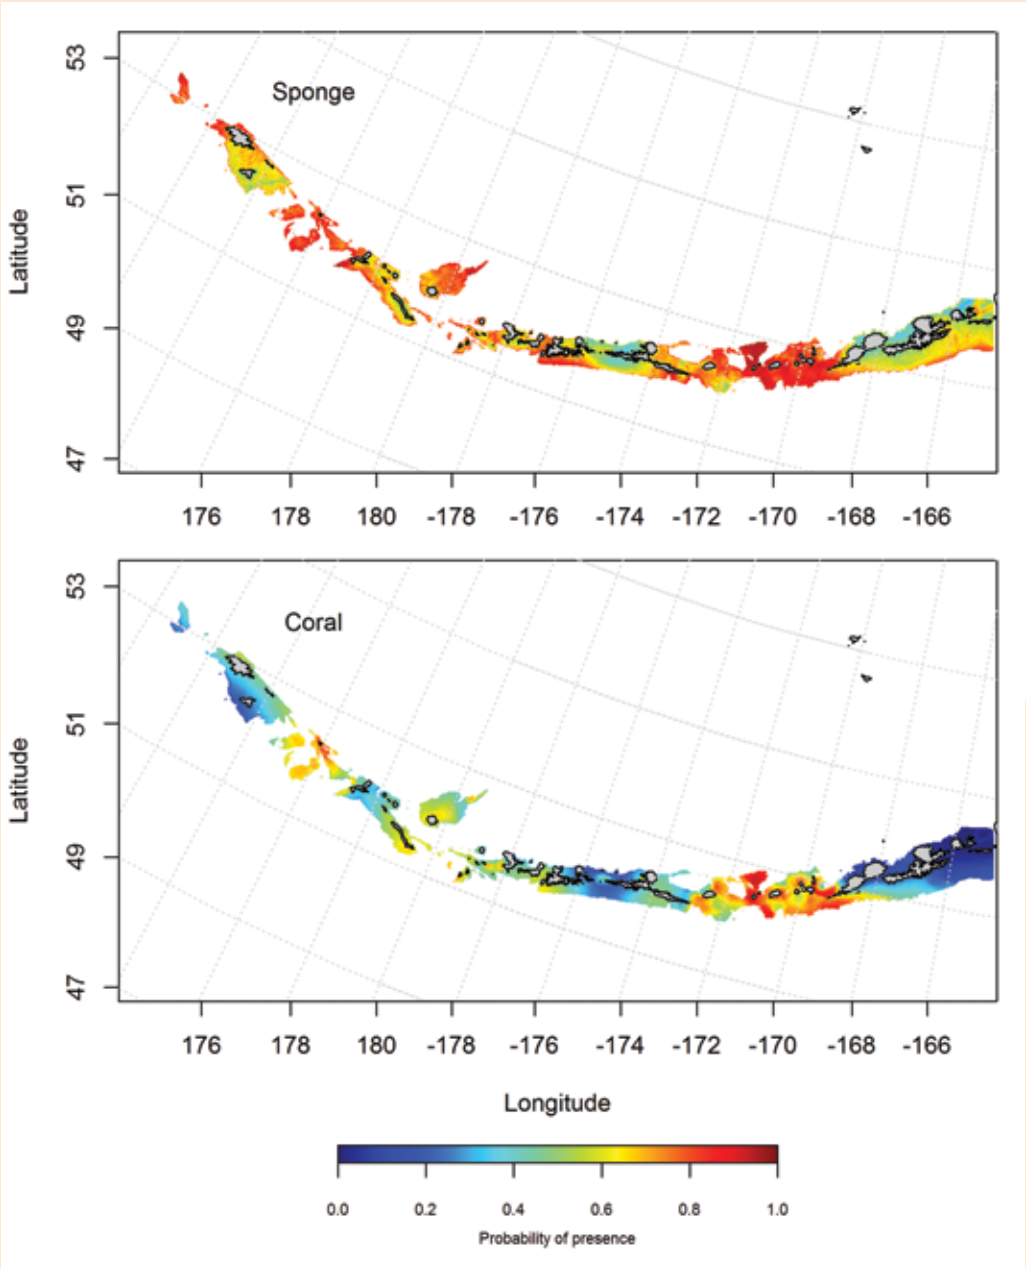 Sponge
Latitude
53
51
49
47
176 178 180 -178 -176 -174 -172 -170 -168 -166
Coral
Latitude
53
51
49
47
176 178 180 -178 -176 -174 -172 -170 -168 -166
Longitude
0.0 0.2 0.4 0.6 0.8 1.0
Probability of presence